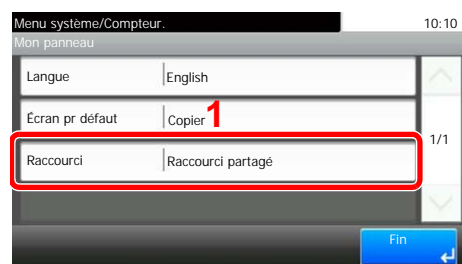 Menu système/Compteur. 10:10
Mon panneau
Langue English
Écran pr défaut Copier 1
1/1
Raccourci Raccourci partagé
Fin